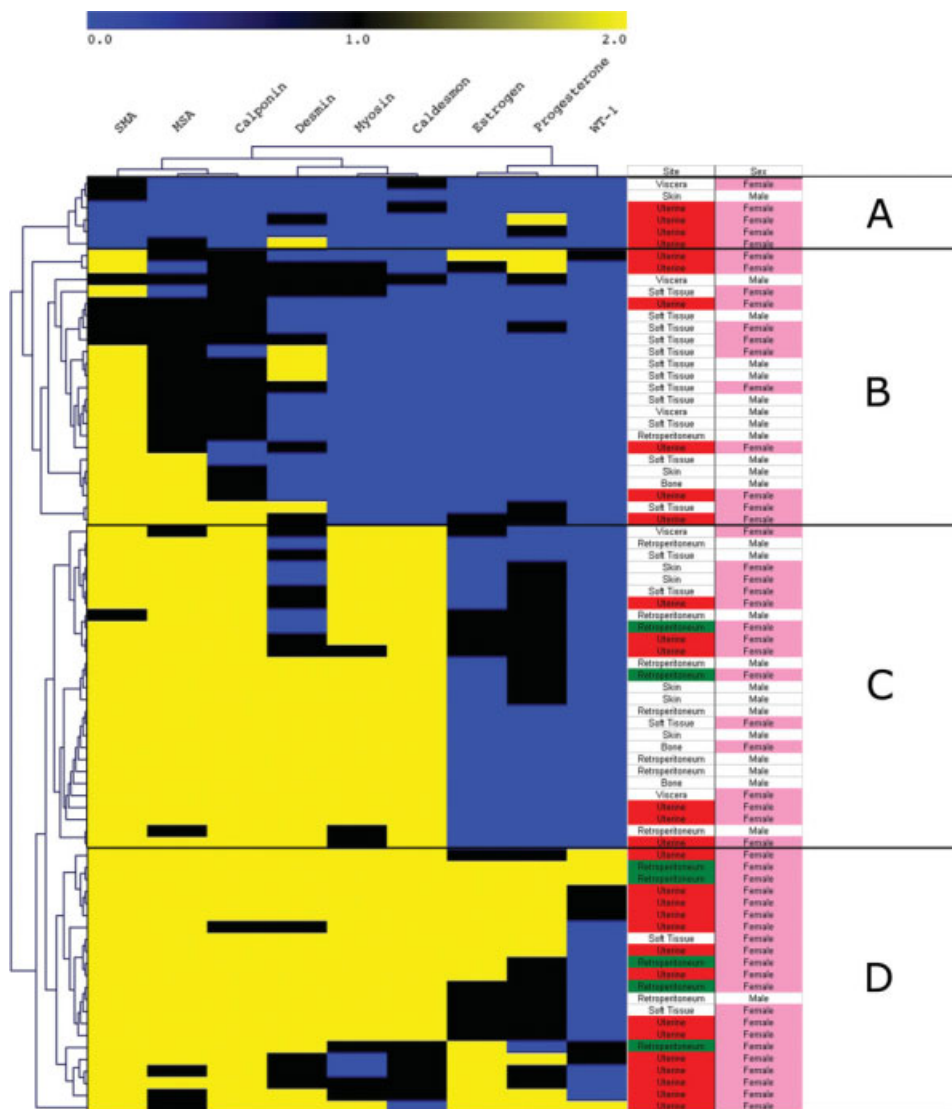 0.0 1.0 2.0
SMA MSA Calponin Desmin Myosin Caldesmon Estrogen Progesterone WT-1
Site Sex
Viscera Female
Skin Male
Uterine Female
Uterine Female
Uterine Female
Uterine Female
A
Uterine Female
Uterine Female
Viscera Male
Soft Tissue Female
Uterine Female
Soft Tissue Male
Soft Tissue Female
Soft Tissue Female
Soft Tissue Female
Soft Tissue Male
Soft Tissue Male
Soft Tissue Female
Soft Tissue Male
Viscera Male
Soft Tissue Male
Retroperitoneum Male
Uterine Female
Soft Tissue Male
Skin Male
Bone Male
Uterine Female
Soft Tissue Female
Uterine Female
B
Viscera Female
Retroperitoneum Male
Soft Tissue Male
Skin Female
Skin Female
Soft Tissue Female
Uterine Female
Retroperitoneum Male
Retroperitoneum Female
Uterine Female
Uterine Female
Retroperitoneum Male
Retroperitoneum Female
Skin Male
Skin Male
Retroperitoneum Male
Soft Tissue Female
Skin Male
Bone Female
Retroperitoneum Male
Retroperitoneum Male
Bone Male
Viscera Female
Uterine Female
Uterine Female
Retroperitoneum Male
Uterine Female
C
Uterine Female
Retroperitoneum Female
Retroperitoneum Female
Uterine Female
Uterine Female
Uterine Female
Uterine Female
Soft Tissue Female
Uterine Female
Retroperitoneum Female
Uterine Female
Retroperitoneum Female
Retroperitoneum Male
Soft Tissue Female
Uterine Female
Uterine Female
Retroperitoneum Female
Uterine Female
Uterine Female
Uterine Female
Uterine Female
Uterine Female
D